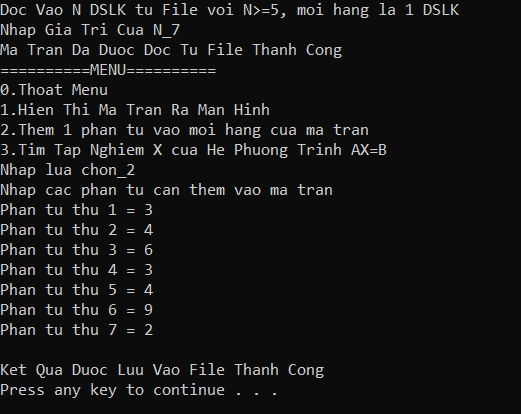 Doc Vao N DSLK tu File voi N>=5, moi hang la 1 DSLK
Nhap Gia Tri Cua N_7
Ma Tran Da Duoc Doc Tu File Thanh Cong
==========MENU==========
0.Thoat Menu
1.Hien Thi Ma Tran Ra Man Hinh
2.Them 1 phan tu vao moi hang cua ma tran
3.Tim Tap Nghiem X cua He Phuong Trinh AX=B
Nhap lua chon_2
Nhap cac phan tu can them vao ma tran
Phan tu thu 1 = 3
Phan tu thu 2 = 4
Phan tu thu 3 = 6
Phan tu thu 4 = 3
Phan tu thu 5 = 4
Phan tu thu 6 = 9
Phan tu thu 7 = 2
Ket Qua Duoc Luu Vao File Thanh Cong
Press any key to continue . . .